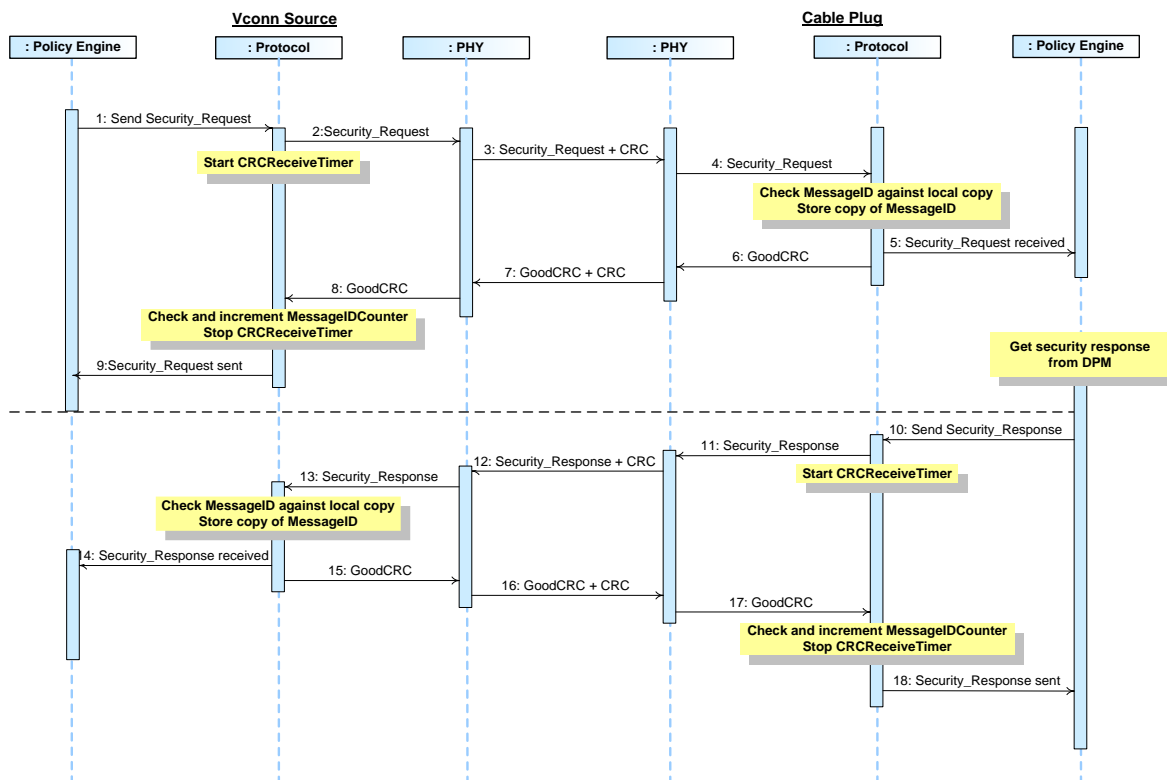 Vconn Source
Cable Plug
: Policy Engine
: Protocol
: PHY
: PHY
: Protocol
: Policy Engine
1: Send Security_Request
2:Security_Request
Start CRCReceiveTimer
3: Security_Request + CRC
4: Security_Request
Check MessageID against local copy
Store copy of MessageID
5: Security_Request received
6: GoodCRC
7: GoodCRC + CRC
8: GoodCRC
Check and increment MessageIDCounter
Stop CRCReceiveTimer
9:Security_Request sent
Get security response
from DPM
10: Send Security_Response
11: Security_Response
Start CRCReceiveTimer
12: Security_Response + CRC
13: Security_Response
Check MessageID against local copy
Store copy of MessageID
14: Security_Response received
15: GoodCRC
16: GoodCRC + CRC
17: GoodCRC
Check and increment MessageIDCounter
Stop CRCReceiveTimer
18: Security_Response sent